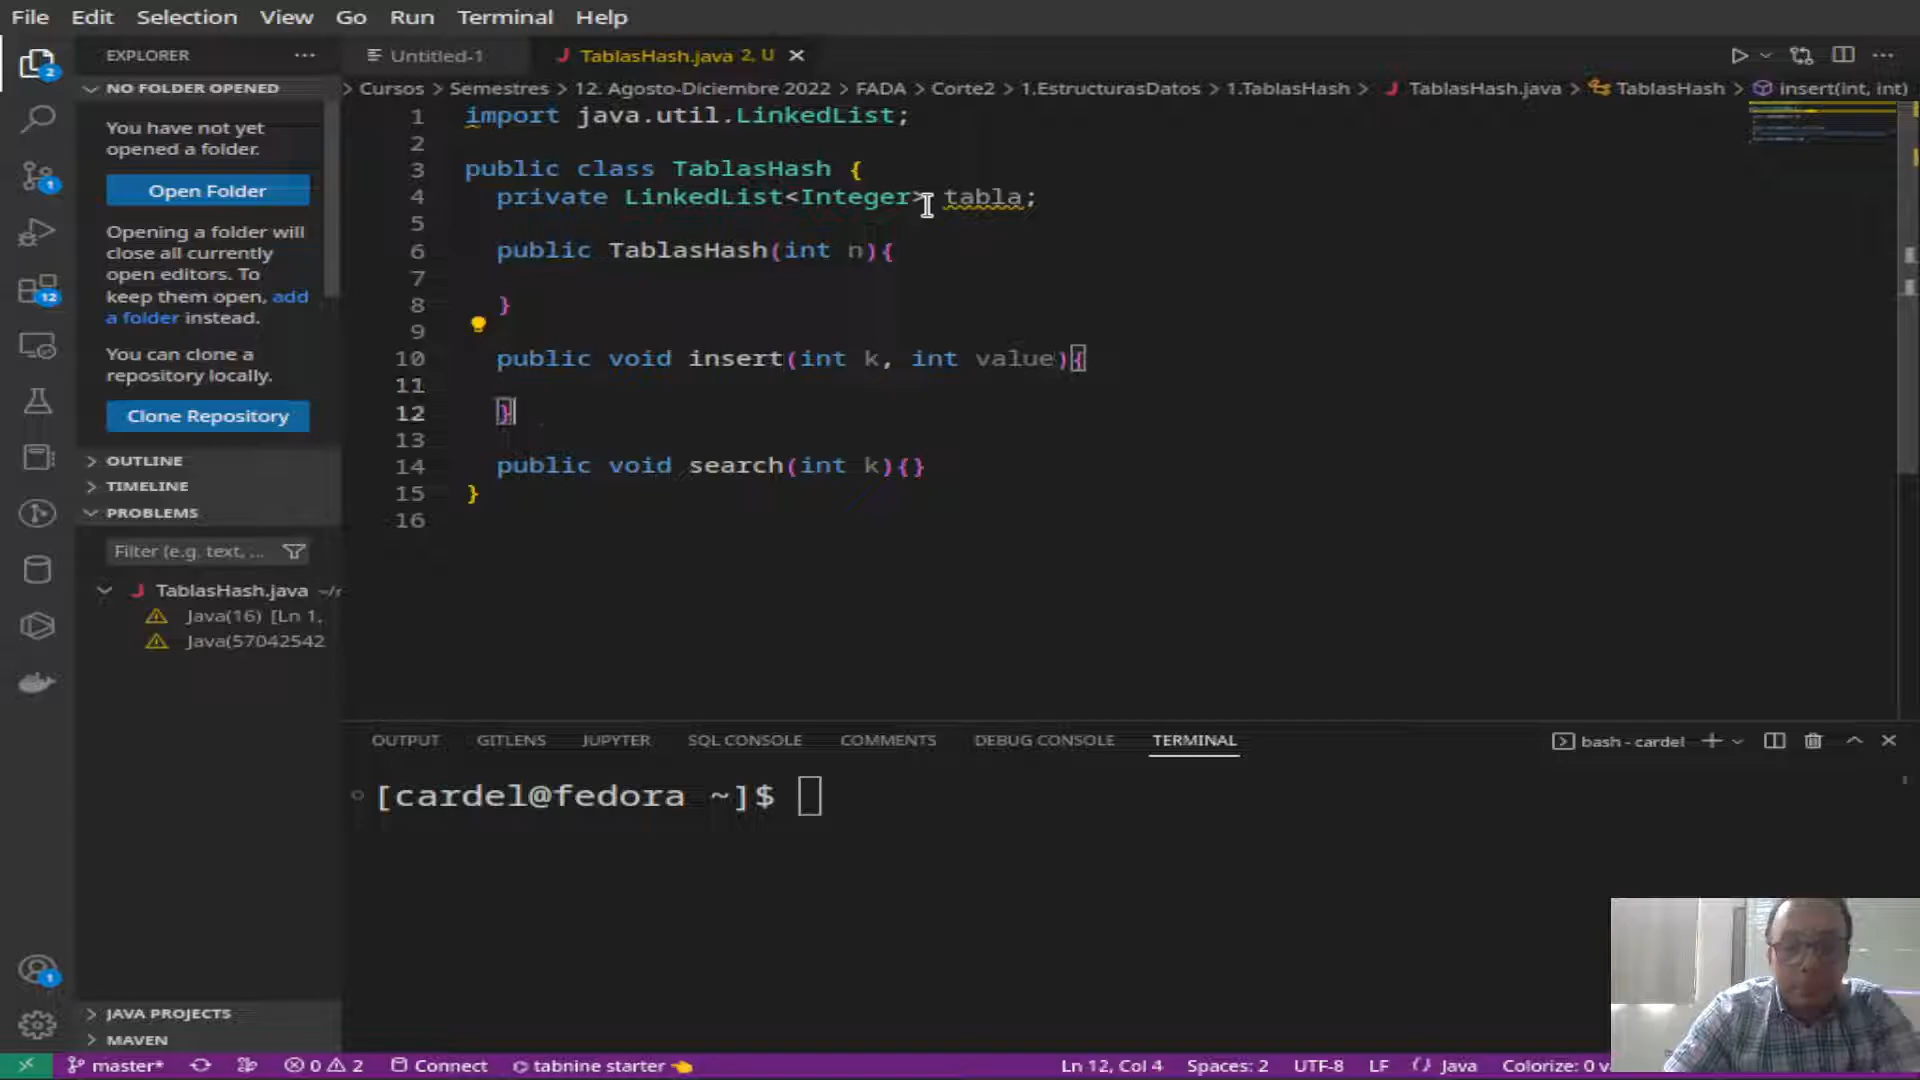 File Edit Selection View Go Run Terminal Help
EXPLORER
Untitled-1
TablasHash.java 2, U
NO FOLDER OPENED
Cursos > Semestres > 12. Agosto-Diciembre 2022 > FADA > Corte2 > 1.EstructurasDatos > 1.TablasHash > TablasHash.java > TablasHash > insert(int, int)
You have not yet
opened a folder.
Open Folder
Opening a folder will
close all currently
open editors. To
keep them open, add
a folder instead.
You can clone a
repository locally.
Clone Repository
OUTLINE
TIMELINE
PROBLEMS
Filter (e.g. text, ...
TablasHash.java ~/r
Java(16) [Ln 1,
Java(57042542
JAVA PROJECTS
MAVEN
2
1
12
1
1 import java.util.LinkedList;
2
3 public class TablasHash {
4 private LinkedList<Integer> tabla;
5
6 public TablasHash(int n){
7
8 }
9
10 public void insert(int k, int value){
11
12 }
13
14 public void search(int k){}
15 }
16
OUTPUT GITLENS JUPYTER SQL CONSOLE COMMENTS DEBUG CONSOLE TERMINAL
bash - cardel
[cardel@fedora ~]$
master* 0 2 Connect tabnine starter Ln 12, Col 4 Spaces: 2 UTF-8 LF Java Colorize: 0